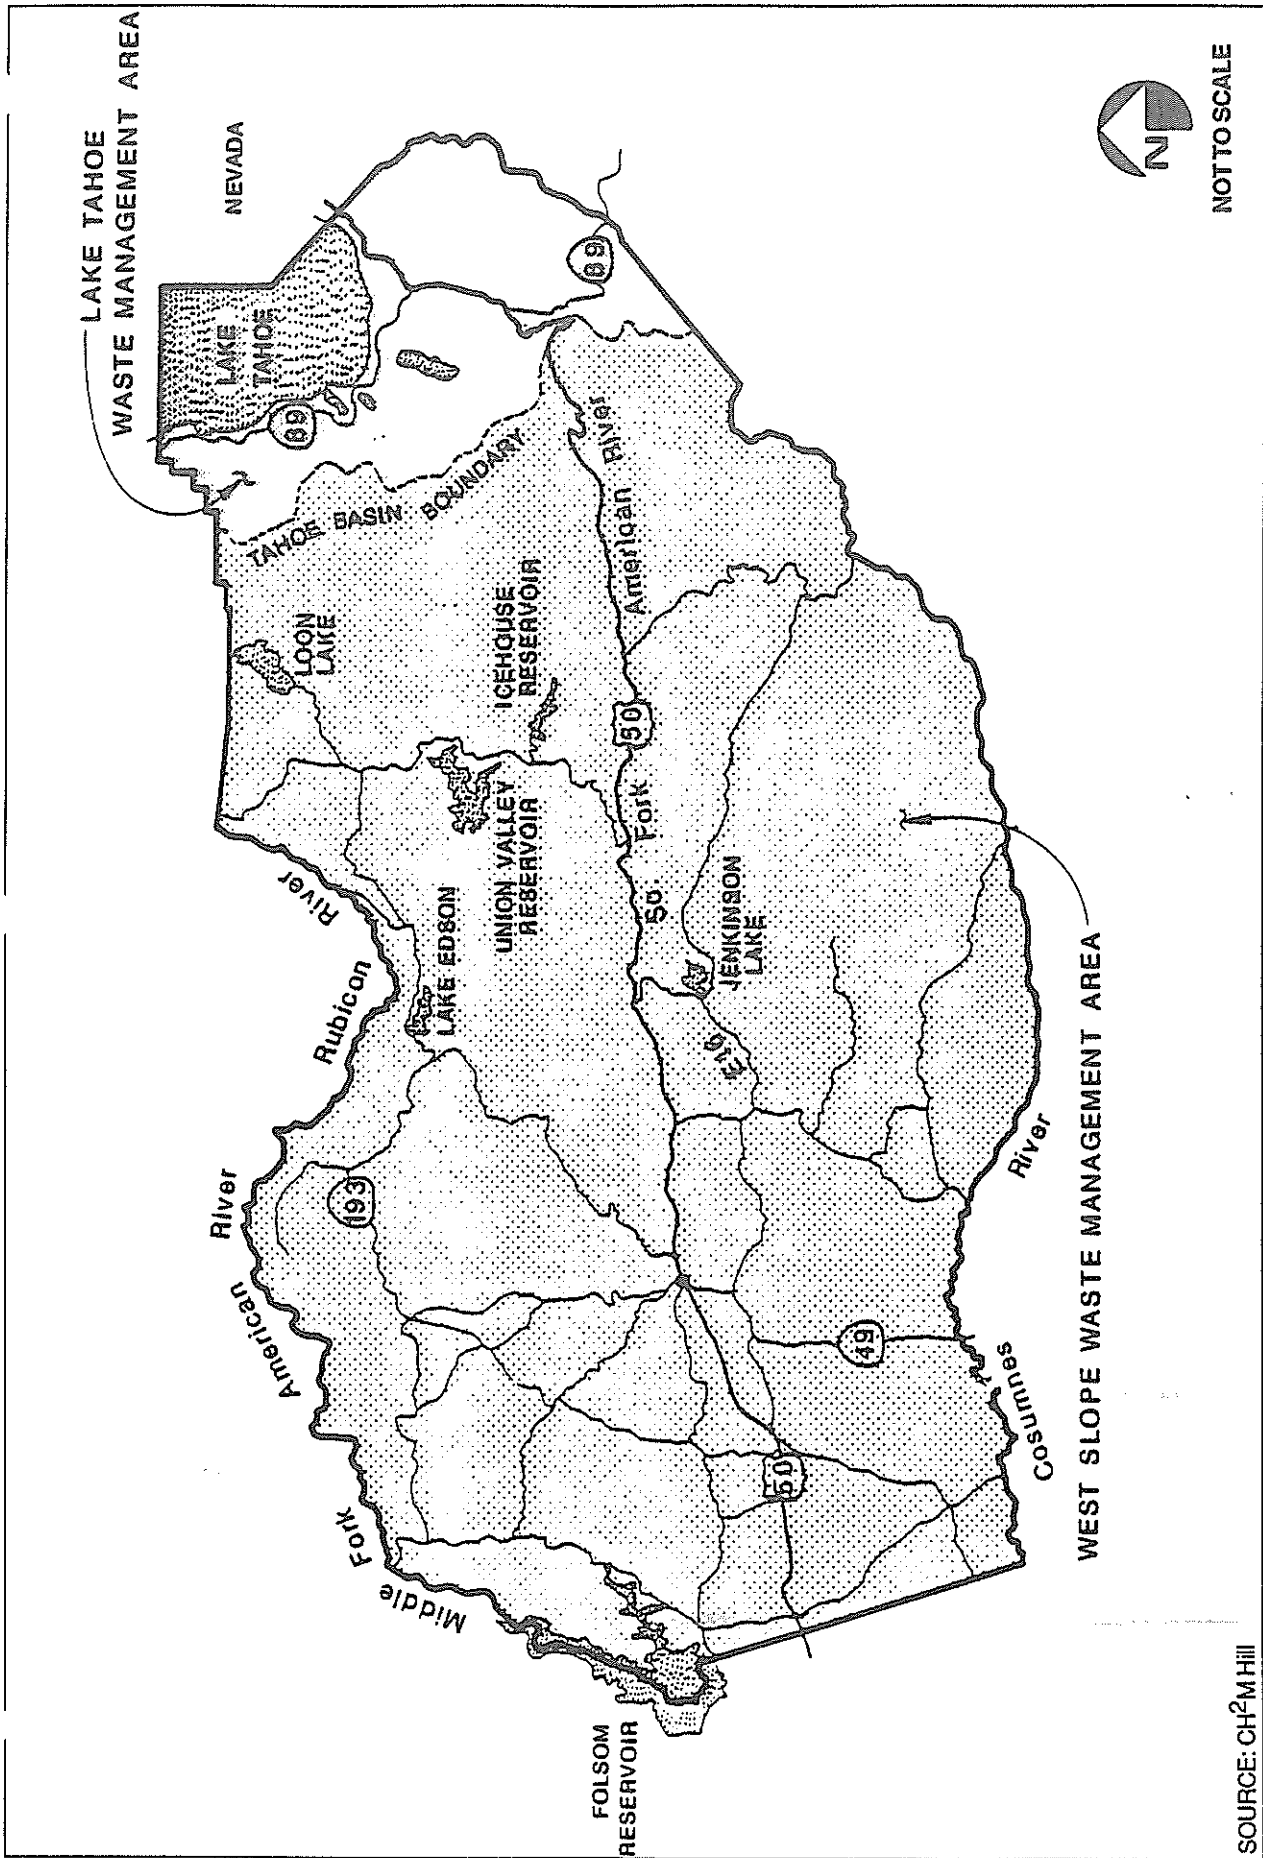 LAKE TAHOE
WASTE MANAGEMENT AREA
NEVADA
LAKE
TAHOE
89
89
TAHOE BASIN BOUNDARY
LOON
LAKE
ICEHOUSE
RESERVOIR
UNION VALLEY
RESERVOIR
LAKE EDSON
Rubicon River
Middle Fork American River
193
So. Fork American River
50
JENKINSON
LAKE
E16
49
50
FOLSOM
RESERVOIR
Cosumnes River
WEST SLOPE WASTE MANAGEMENT AREA
N
NOT TO SCALE
SOURCE: CH²M Hill